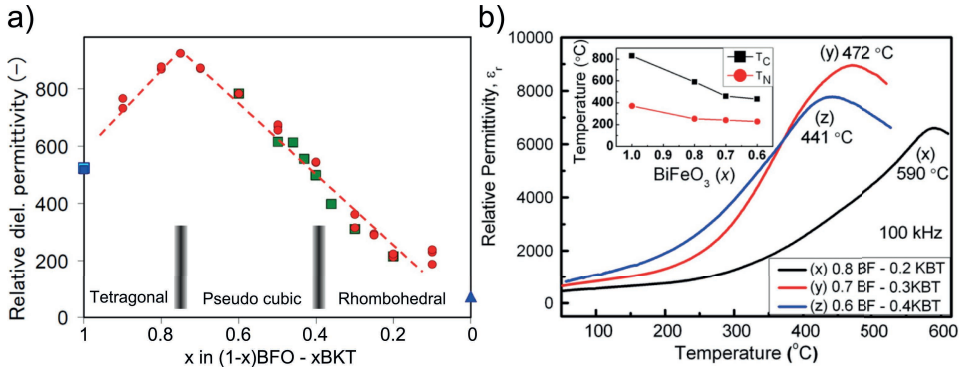 a)
Relative diel. permittivity (–)
800
600
400
200
0
Tetragonal
Pseudo cubic
Rhombohedral
1
0.8
0.6
0.4
0.2
0
x in (1-x)BFO - xBKT
b)
Relative Permittivity, εr
10000
8000
6000
4000
2000
0
Temperature (°C)
800
600
400
200
0
TC
TN
1.0 0.9 0.8 0.7 0.6
BiFeO3 (x)
(y) 472 °C
(z)
441 °C
(x)
590 °C
100 kHz
(x) 0.8 BF - 0.2 KBT
(y) 0.7 BF - 0.3KBT
(z) 0.6 BF - 0.4KBT
100 200 300 400 500 600
Temperature (°C)